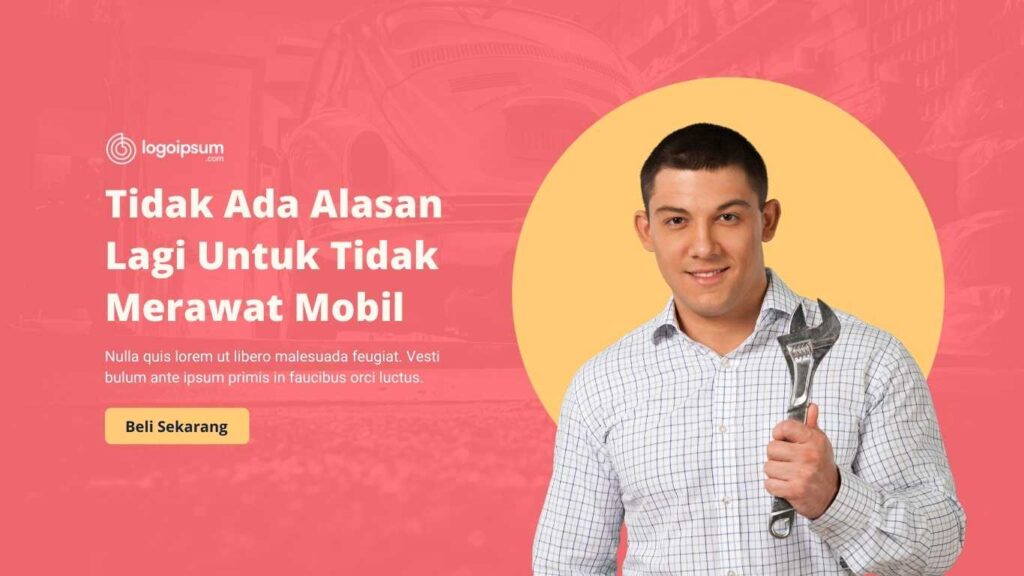 logoipsum
.com
Tidak Ada Alasan
Lagi Untuk Tidak
Merawat Mobil
Nulla quis lorem ut libero malesuada feugiat. Vesti
bulum ante ipsum primis in faucibus orci luctus.
Beli Sekarang